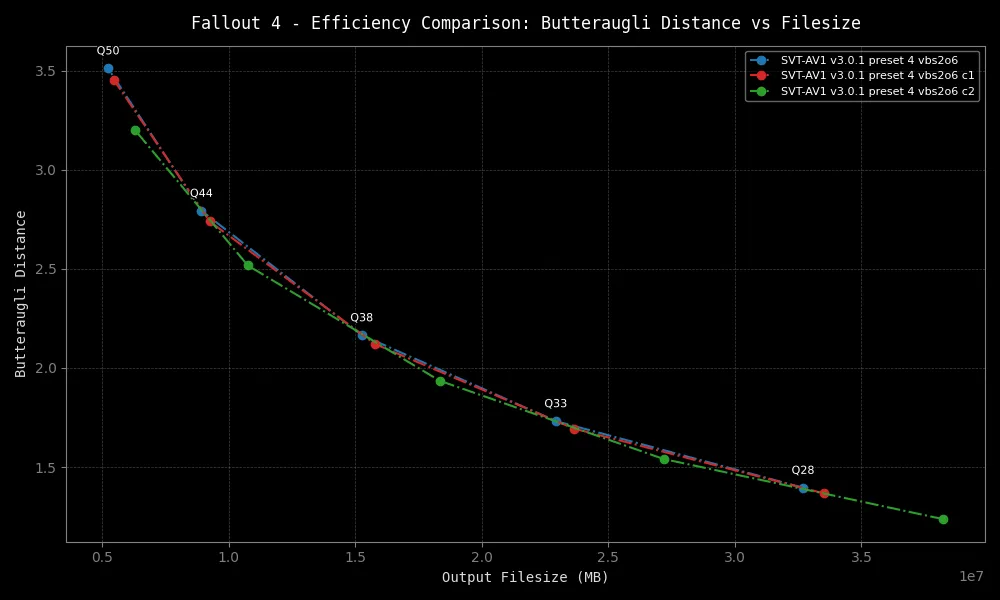 Fallout 4 - Efficiency Comparison: Butteraugli Distance vs Filesize
SVT-AV1 v3.0.1 preset 4 vbs2o6
SVT-AV1 v3.0.1 preset 4 vbs2o6 c1
SVT-AV1 v3.0.1 preset 4 vbs2o6 c2
Q50
Q44
Q38
Q33
Q28
Butteraugli Distance
3.5
3.0
2.5
2.0
1.5
0.5
1.0
1.5
2.0
2.5
3.0
3.5
1e7
Output Filesize (MB)